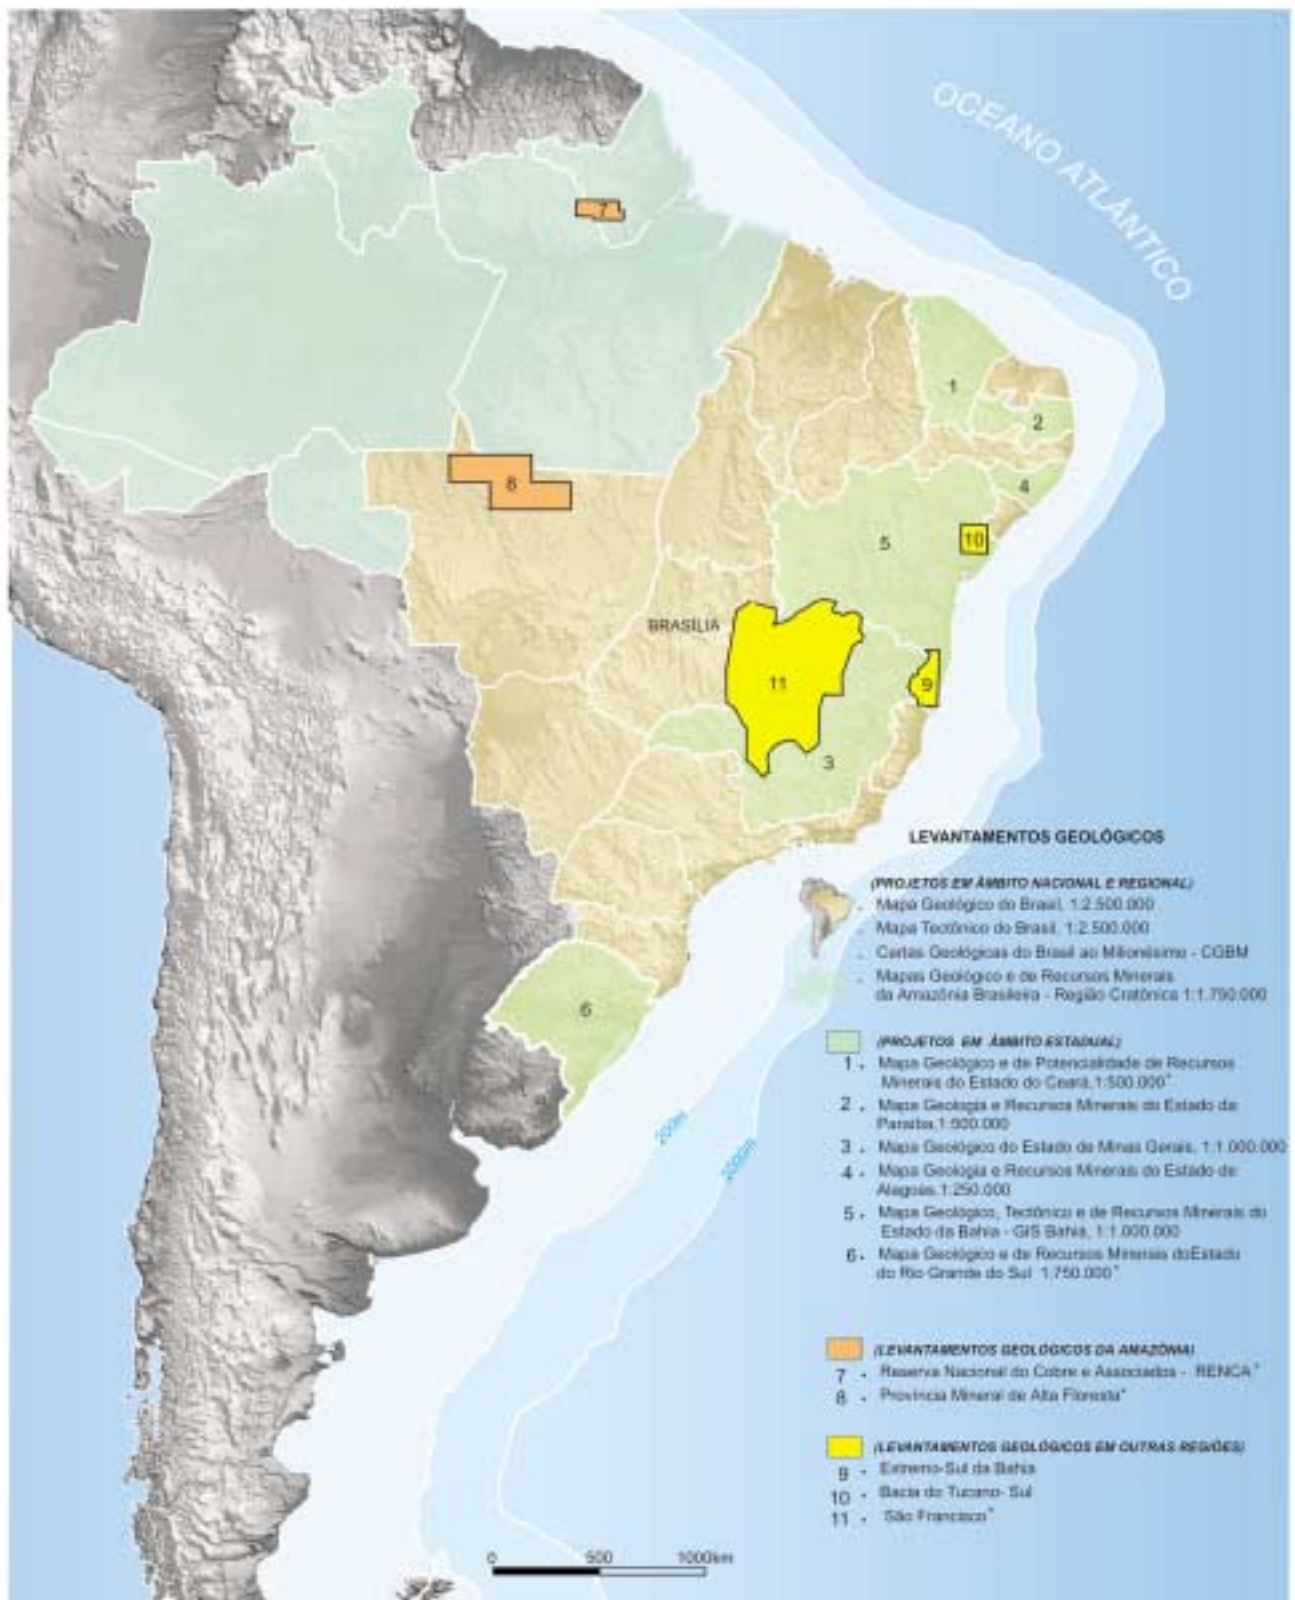 OCEANO ATLÂNTICO
7
1
2
8
4
5
10
BRASÍLIA
11
9
3
6
200m
2000m
LEVANTAMENTOS GEOLÓGICOS
(PROJETOS EM ÂMBITO NACIONAL E REGIONAL)
. Mapa Geológico do Brasil, 1:2.500.000
. Mapa Tectônico do Brasil, 1:2.500.000
. Cartas Geológicas do Brasil ao Milionésimo - CGBM
. Mapas Geológico e de Recursos Minerais
da Amazônia Brasileira - Região Cratônica 1:1.750.000
(PROJETOS EM ÂMBITO ESTADUAL)
1 . Mapa Geológico e de Potencialidade de Recursos
Minerais do Estado do Ceará,1:500.000*
2 . Mapa Geologia e Recursos Minerais do Estado da
Paraíba,1:500.000
3 . Mapa Geológico do Estado de Minas Gerais, 1:1.000.000
4 . Mapa Geologia e Recursos Minerais do Estado de
Alagoas,1:250.000
5 . Mapa Geológico, Tectônico e de Recursos Minerais do
Estado da Bahia - GIS Bahia, 1:1.000.000
6 . Mapa Geológico e de Recursos Minerais doEstado
do Rio Grande do Sul 1:750.000*
(LEVANTAMENTOS GEOLÓGICOS DA AMAZÔNIA)
7 . Reserva Nacional do Cobre e Associados - RENCA*
8 . Província Mineral de Alta Floresta*
(LEVANTAMENTOS GEOLÓGICOS EM OUTRAS REGIÕES)
9 . Extremo-Sul da Bahia
10 . Bacia do Tucano- Sul
11 . São Francisco*
0 500 1000km